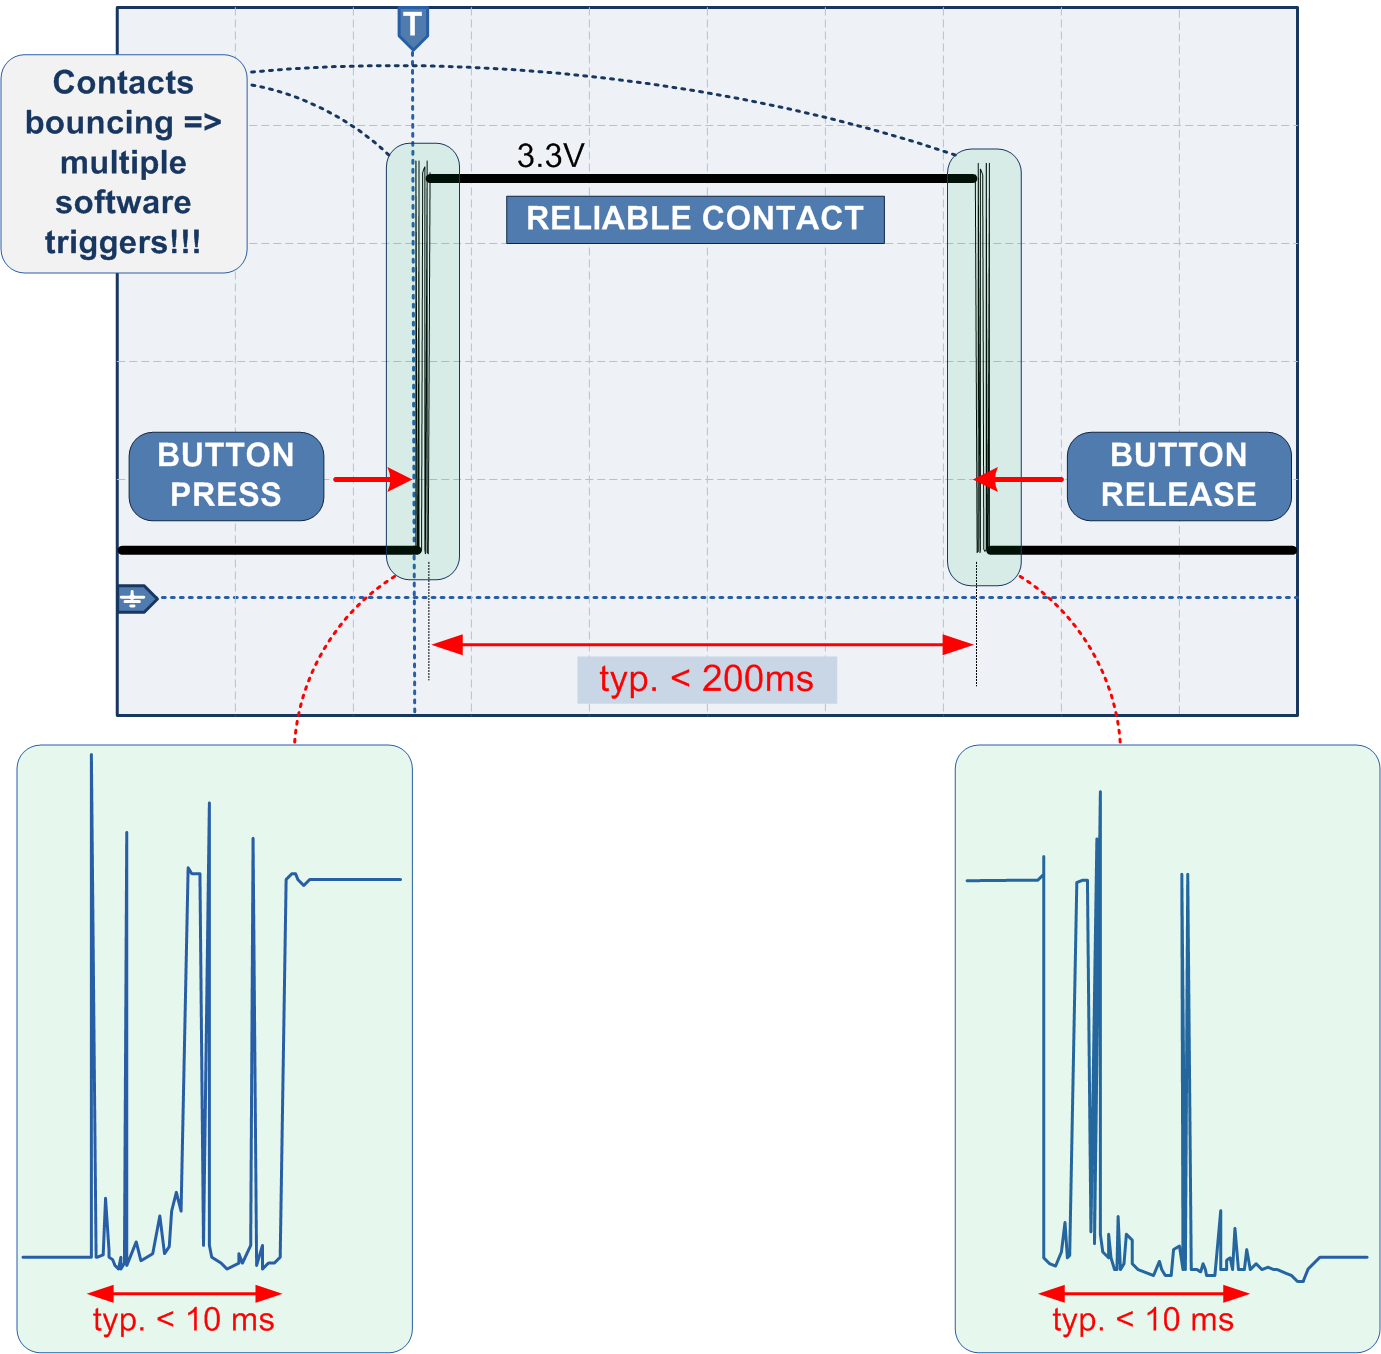 T
Contacts
bouncing =>
multiple
software
triggers!!!
3.3V
RELIABLE CONTACT
BUTTON
PRESS
BUTTON
RELEASE
typ. < 200ms
typ. < 10 ms
typ. < 10 ms